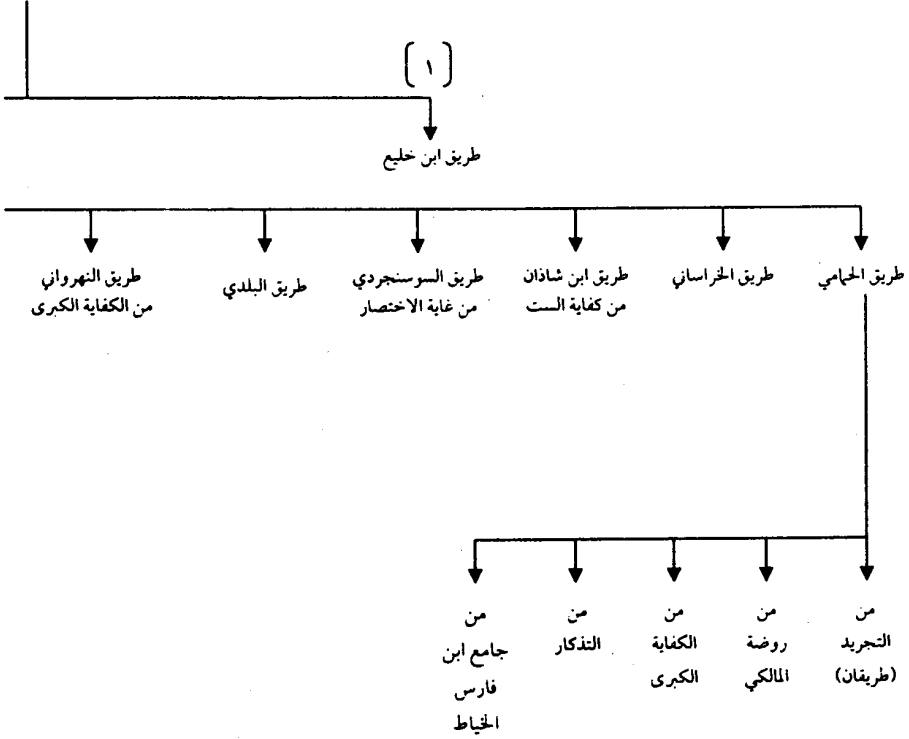 [ ١ ]
طريق ابن خليع
طريق الحمامي
طريق الخراساني
طريق ابن شاذان
من كفاية الست
طريق السوسنجردي
من غاية الاختصار
طريق البلدي
طريق النهرواني
من الكفاية الكبرى
من
التجريد
(طريقان)
من
روضة
المالكي
من
الكفاية
الكبرى
من
التذكار
من
جامع ابن
فارس
الخياط